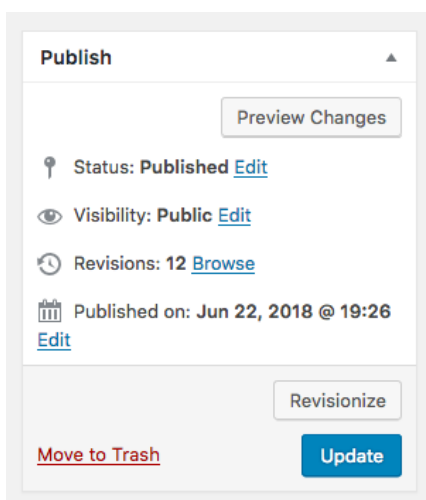 Publish
Preview Changes
Status: Published Edit
Visibility: Public Edit
Revisions: 12 Browse
Published on: Jun 22, 2018 @ 19:26
Edit
Revisionize
Move to Trash
Update